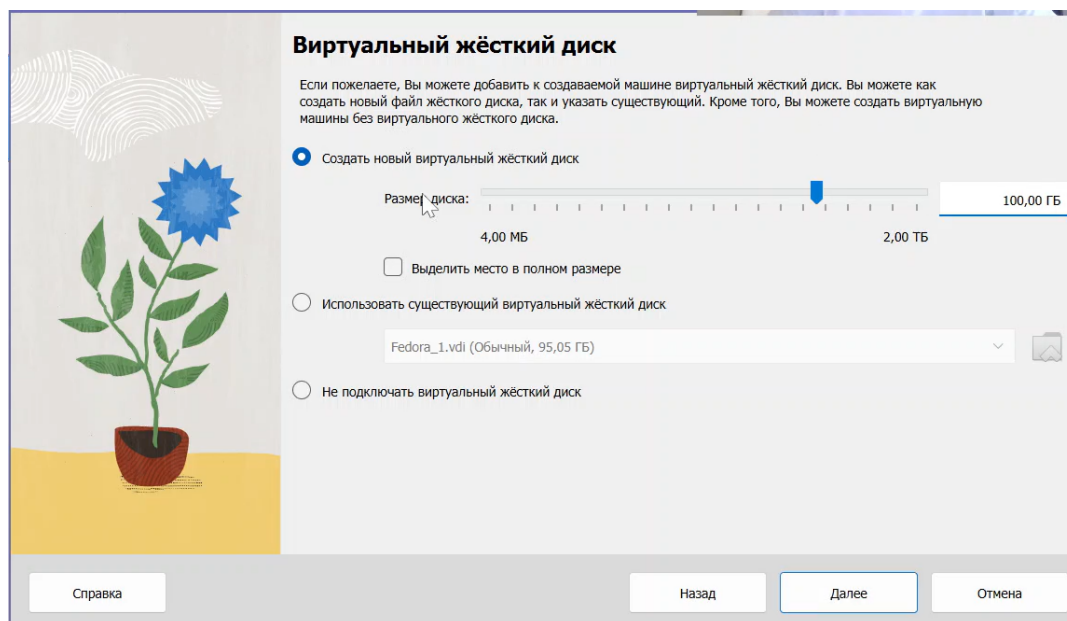 Виртуальный жёсткий диск
Если пожелаете, Вы можете добавить к создаваемой машине виртуальный жёсткий диск. Вы можете как
создать новый файл жёсткого диска, так и указать существующий. Кроме того, Вы можете создать виртуальную
машины без виртуального жёсткого диска.
Создать новый виртуальный жёсткий диск
Размер диска:
100,00 ГБ
4,00 МБ
2,00 ТБ
Выделить место в полном размере
Использовать существующий виртуальный жёсткий диск
Fedora_1.vdi (Обычный, 95,05 ГБ)
Не подключать виртуальный жёсткий диск
Справка
Назад
Далее
Отмена